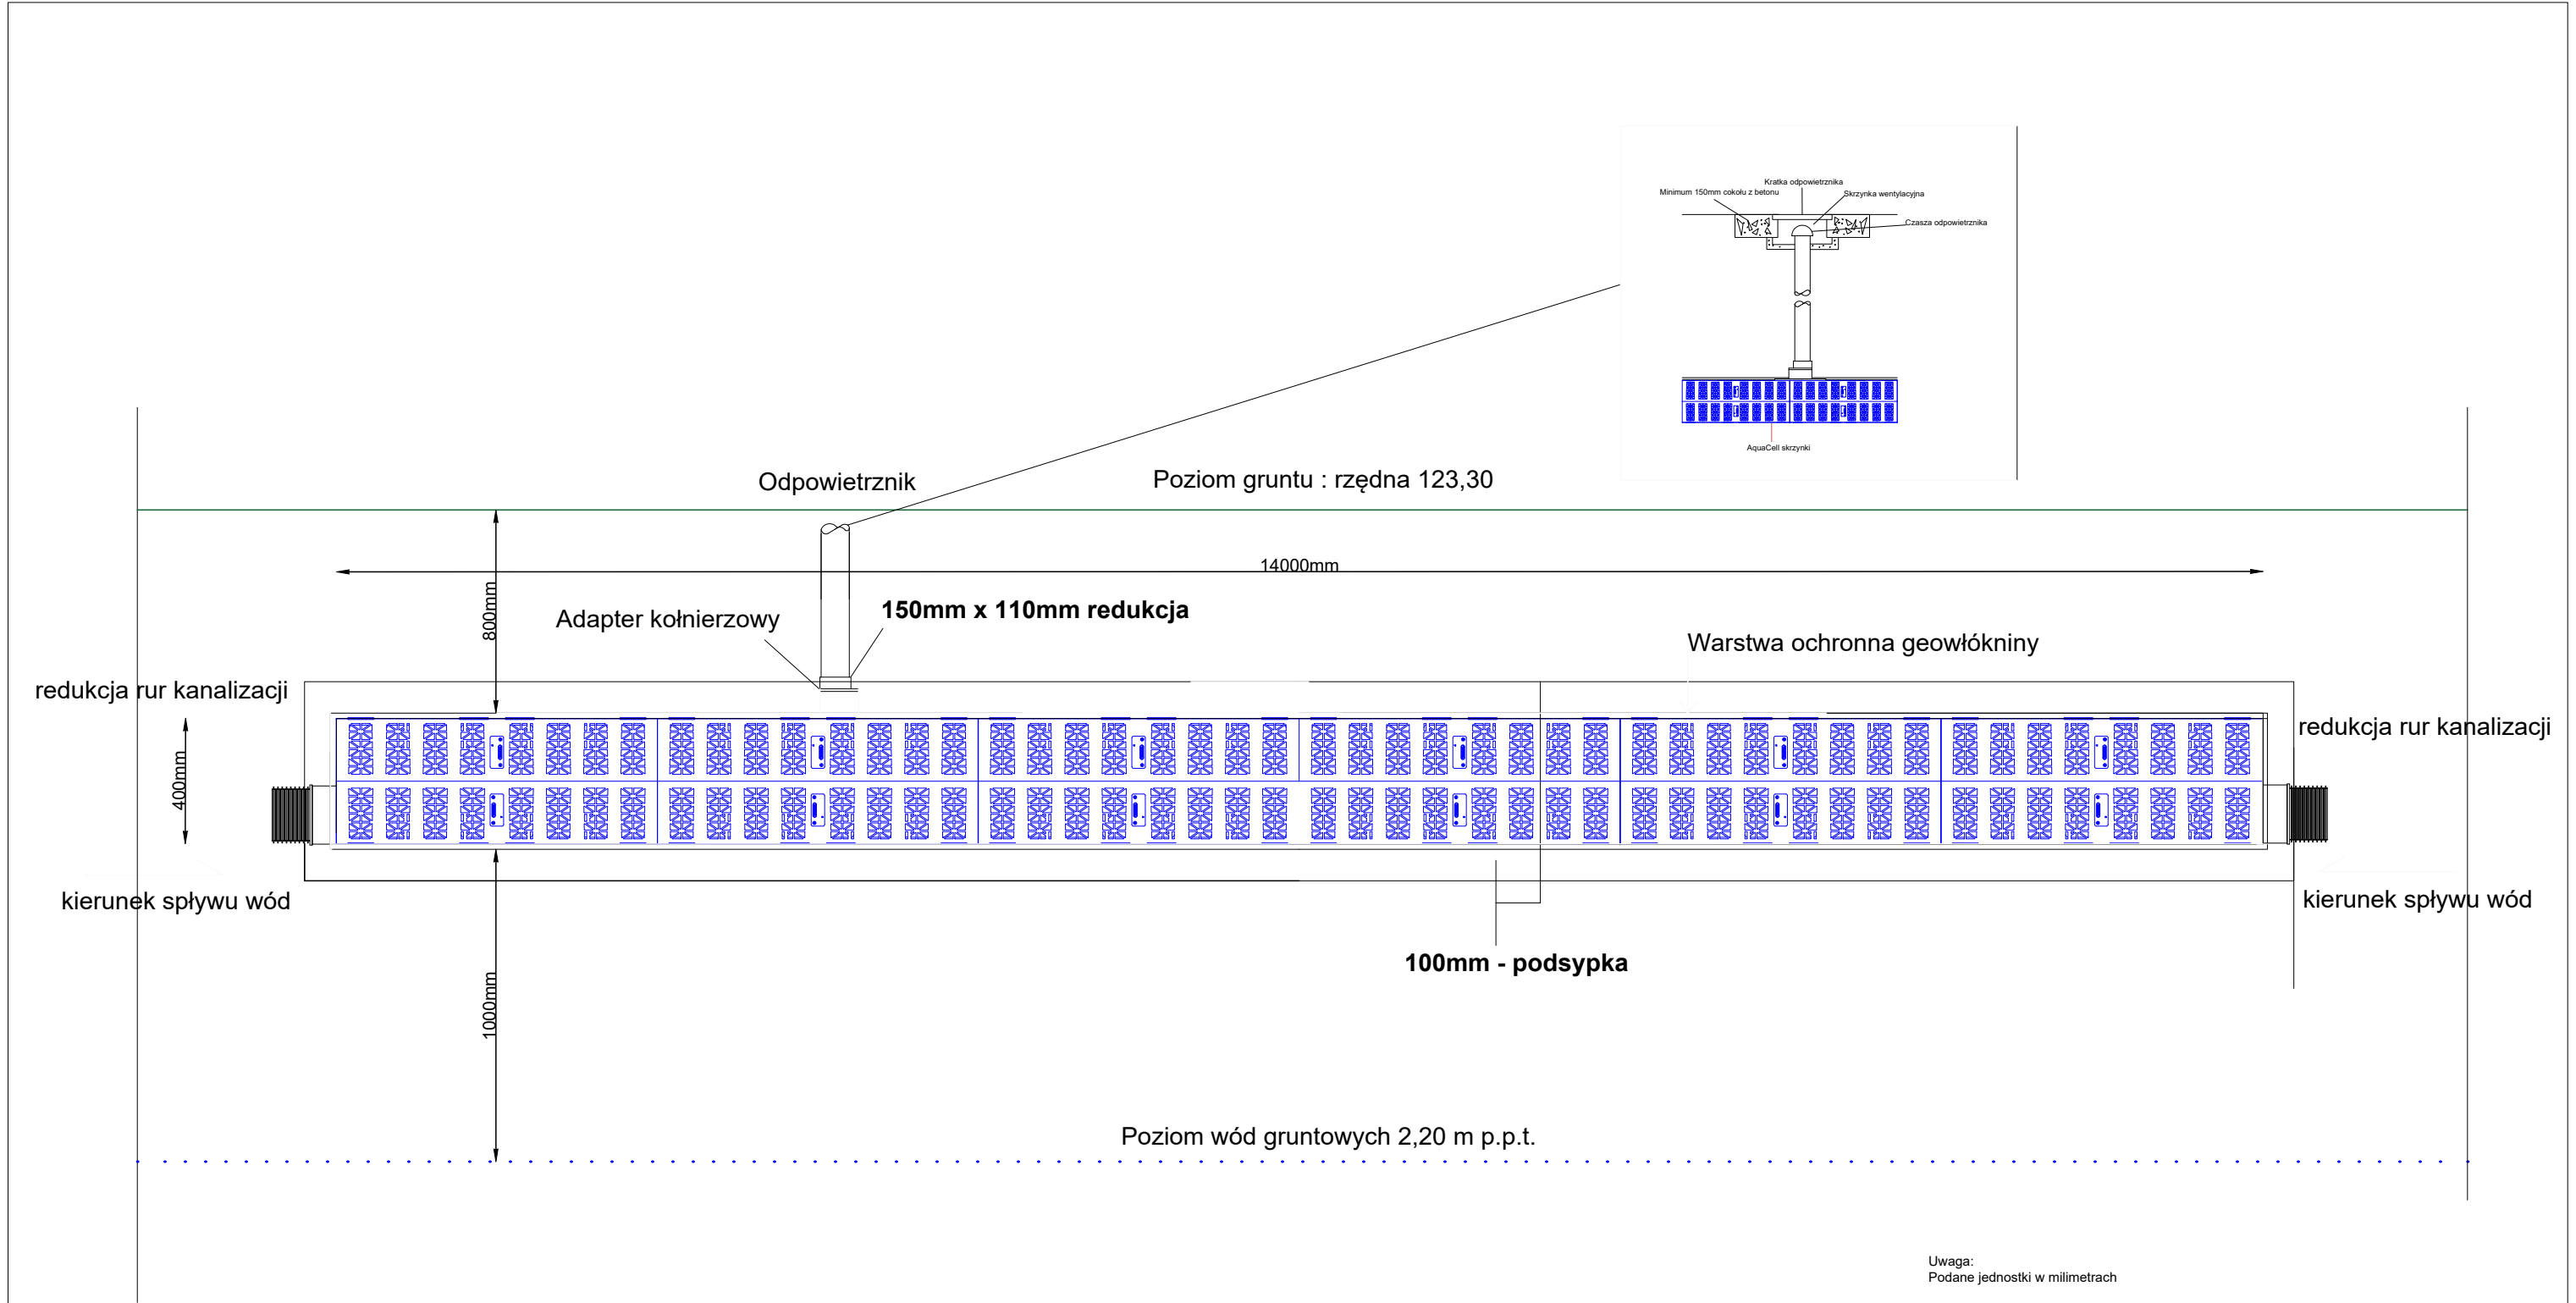 Kratka odpowietrznika
Minimum 150mm cokołu z betonu
Skrzynka wentylacyjna
Czasza odpowietrznika
AquaCell skrzynki
Odpowietrznik
Poziom gruntu : rzędna 123,30
14000mm
800mm
Adapter kołnierzowy
150mm x 110mm redukcja
Warstwa ochronna geowłókniny
redukcja rur kanalizacji
redukcja rur kanalizacji
400mm
kierunek spływu wód
kierunek spływu wód
100mm - podsypka
1000mm
Poziom wód gruntowych 2,20 m p.p.t.
Uwaga:
Podane jednostki w milimetrach